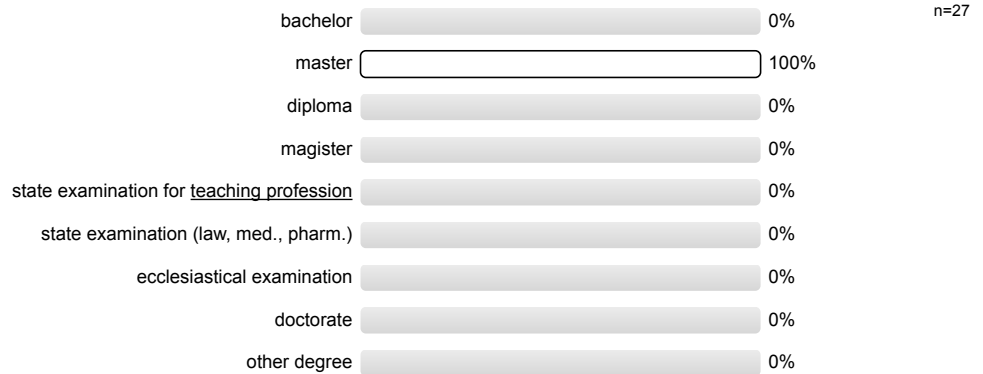 bachelor 0% n=27
master 100%
diploma 0%
magister 0%
state examination for teaching profession 0%
state examination (law, med., pharm.) 0%
ecclesiastical examination 0%
doctorate 0%
other degree 0%